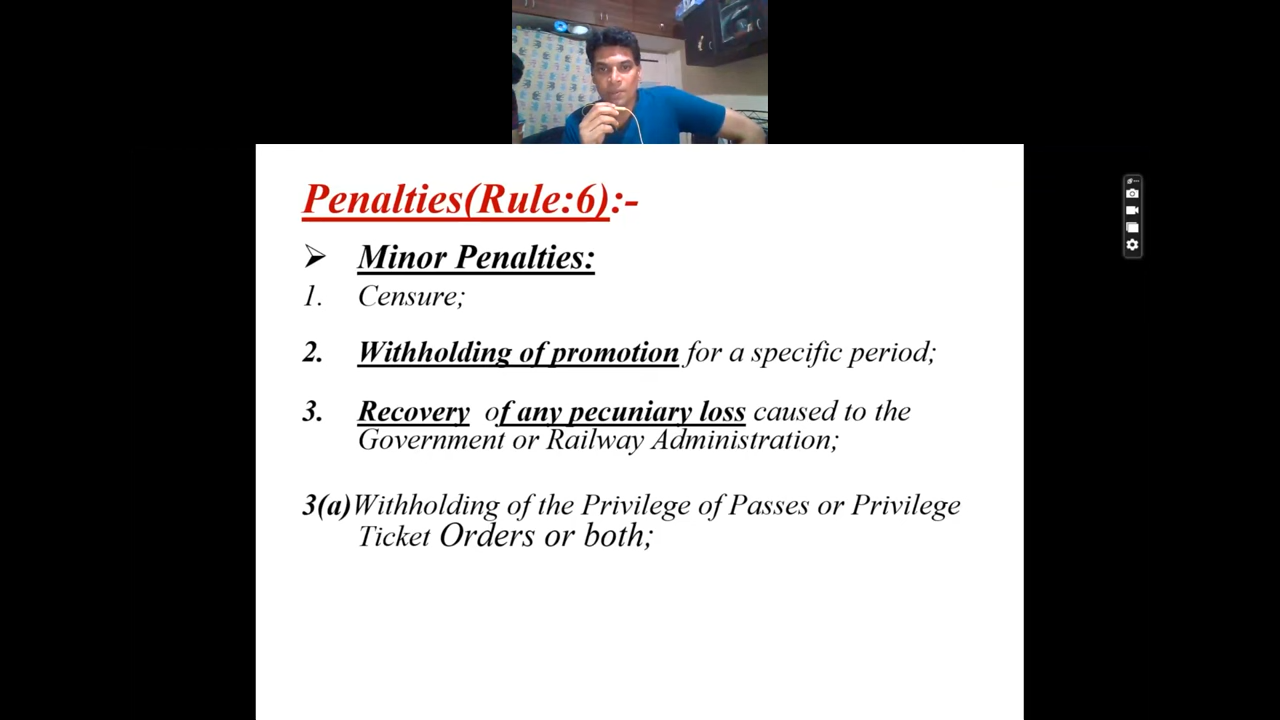 Penalties(Rule:6):-
➢ Minor Penalties:
1. Censure;
2. Withholding of promotion for a specific period;
3. Recovery of any pecuniary loss caused to the
Government or Railway Administration;
3(a)Withholding of the Privilege of Passes or Privilege
Ticket Orders or both;